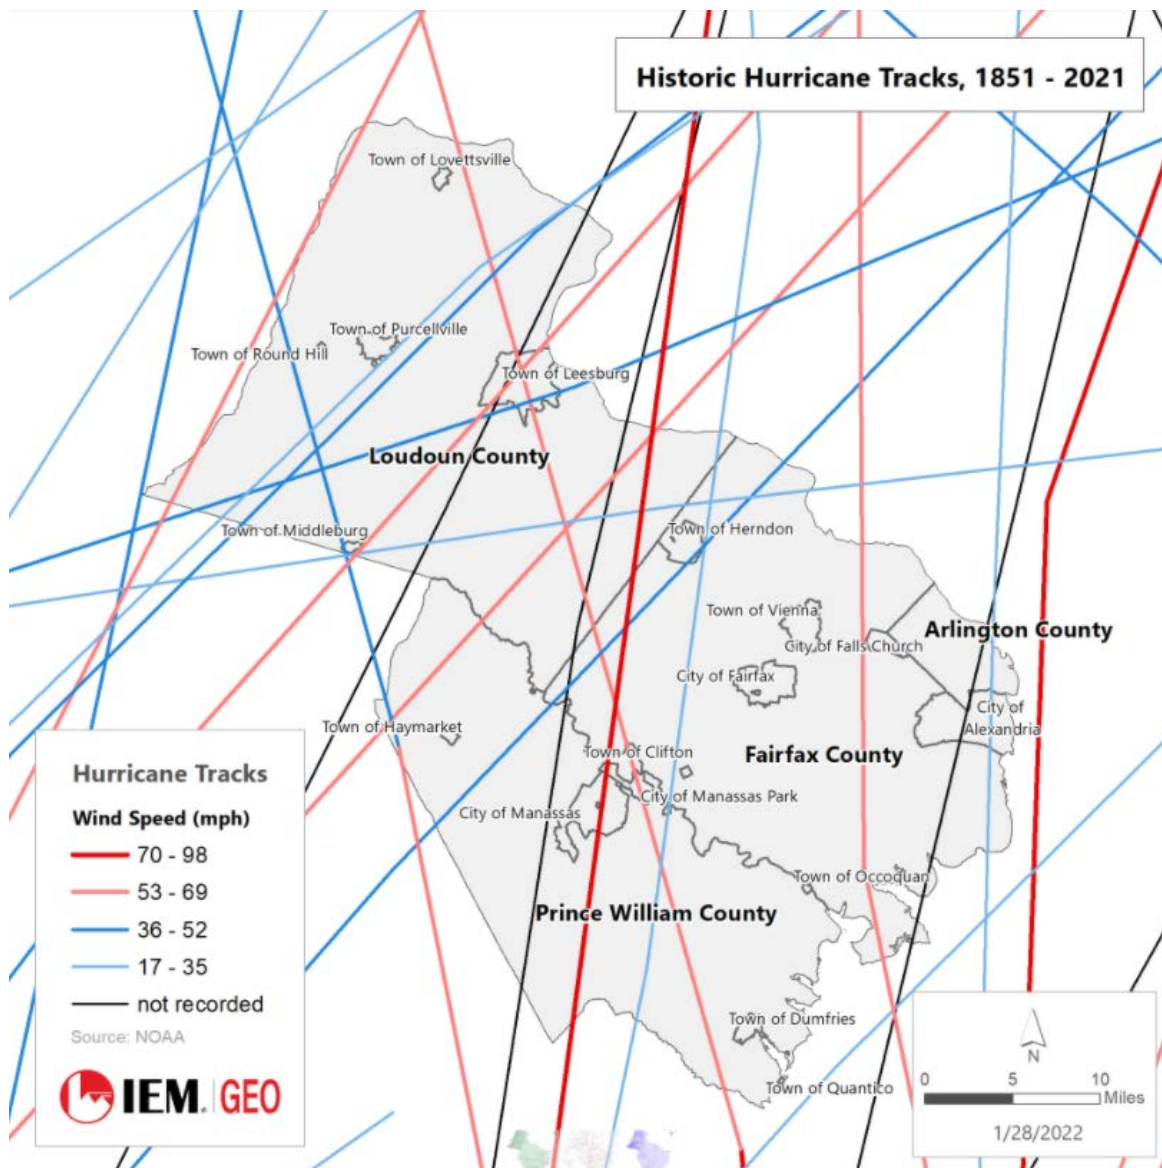 Historic Hurricane Tracks, 1851 - 2021
Town of Lovettsville
Town of Purcellville
Town of Round Hill
Town of Leesburg
Loudoun County
Town of Middleburg
Town of Herndon
Town of Vienna
Arlington County
City of Falls Church
City of Fairfax
City of
Alexandria
Town of Haymarket
Town of Clifton
Fairfax County
City of Manassas Park
City of Manassas
Town of Occoquan
Prince William County
Town of Dumfries
Town of Quantico
Hurricane Tracks
Wind Speed (mph)
70 - 98
53 - 69
36 - 52
17 - 35
not recorded
Source: NOAA
IEM. GEO
N
0 5 10
Miles
1/28/2022